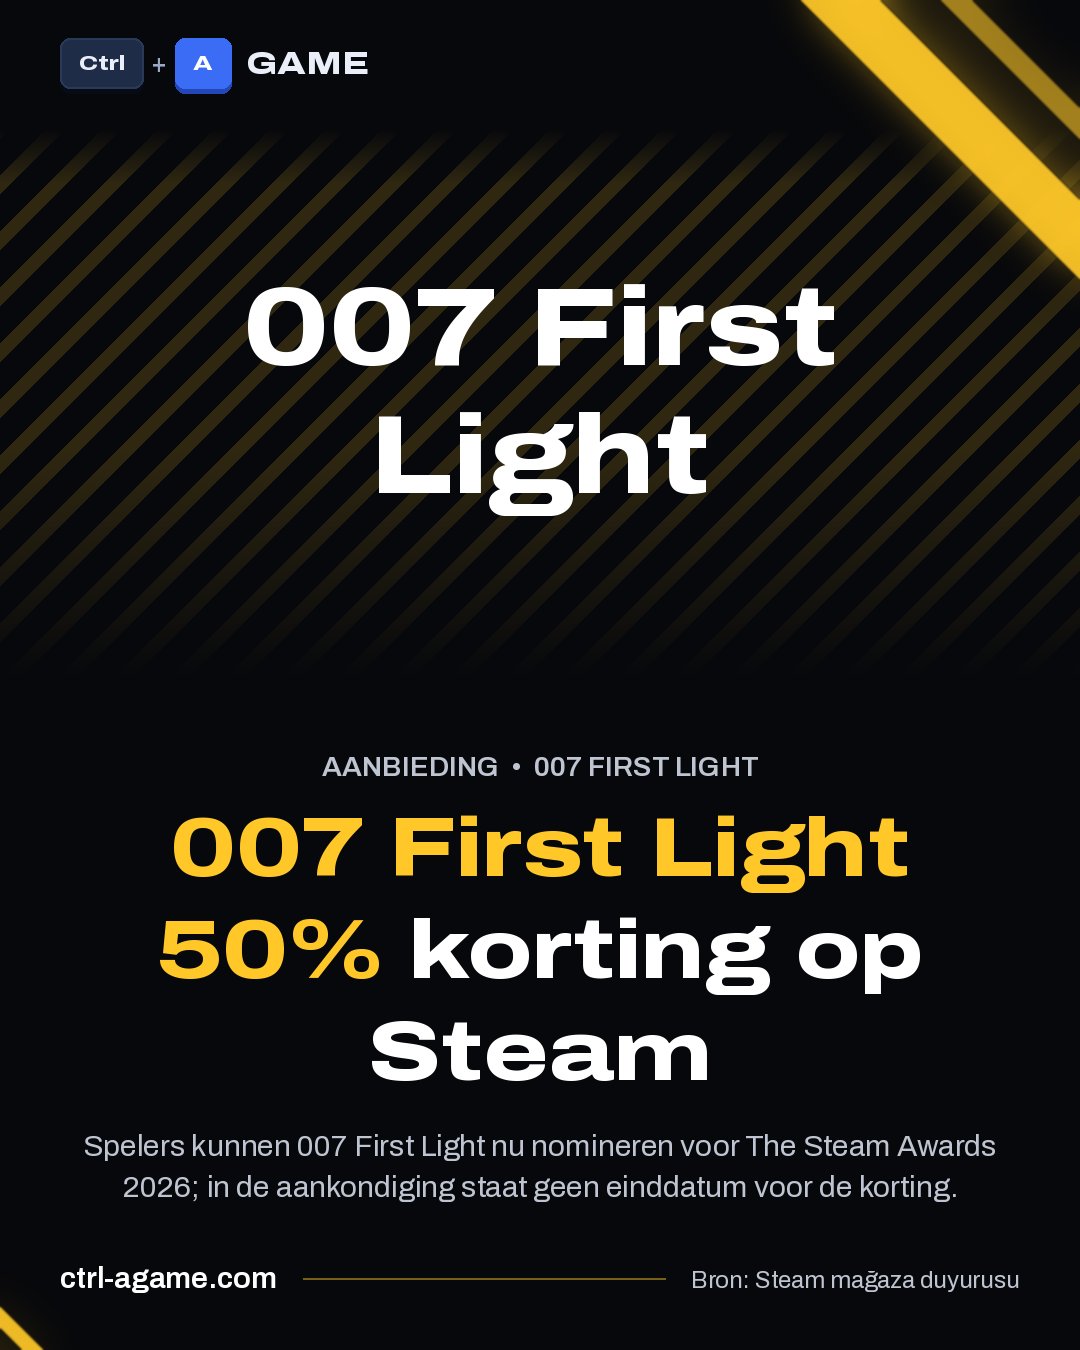 Ctrl + A GAME
007 First
Light
AANBIEDING • 007 FIRST LIGHT
007 First Light
50% korting op
Steam
Spelers kunnen 007 First Light nu nomineren voor The Steam Awards
2026; in de aankondiging staat geen einddatum voor de korting.
ctrl-agame.com
Bron: Steam mağaza duyurusu